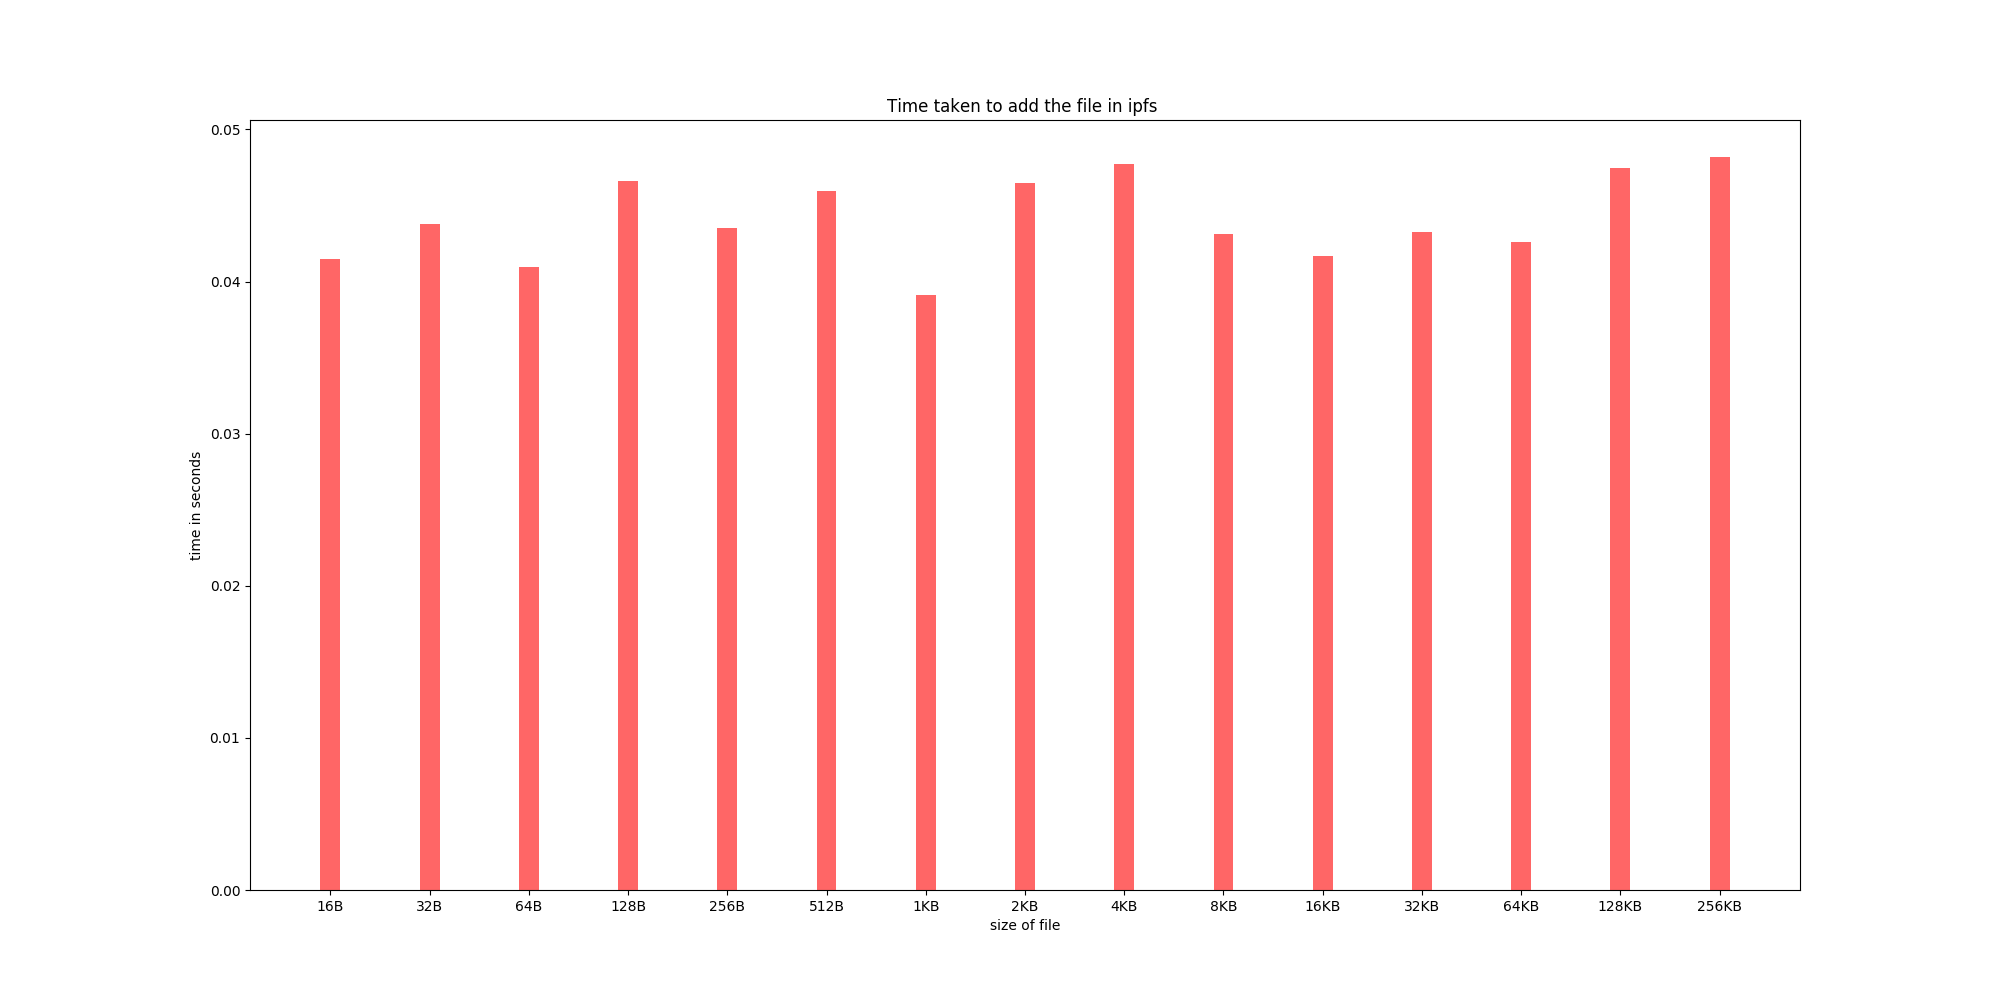 Time taken to add the file in ipfs
0.05
0.04
0.03
0.02
0.01
0.00
time in seconds
16B 32B 64B 128B 256B 512B 1KB 2KB 4KB 8KB 16KB 32KB 64KB 128KB 256KB
size of file